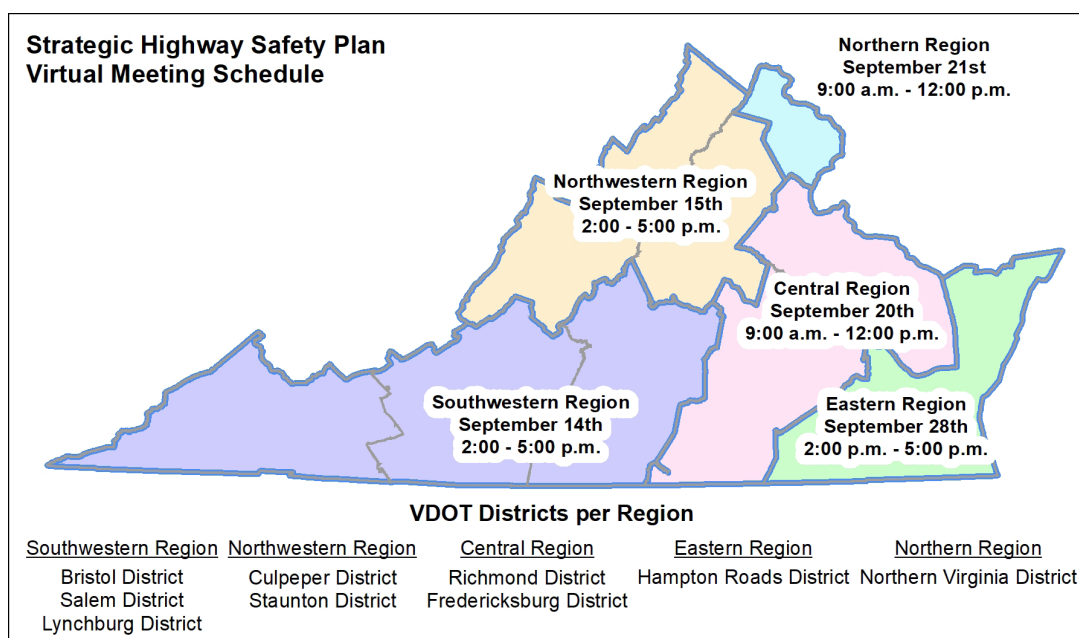 Strategic Highway Safety Plan
Virtual Meeting Schedule
Northern Region
September 21st
9:00 a.m. - 12:00 p.m.
Northwestern Region
September 15th
2:00 - 5:00 p.m.
Central Region
September 20th
9:00 a.m. - 12:00 p.m.
Southwestern Region
September 14th
2:00 - 5:00 p.m.
Eastern Region
September 28th
2:00 p.m. - 5:00 p.m.
VDOT Districts per Region
Southwestern Region
Bristol District
Salem District
Lynchburg District
Northwestern Region
Culpeper District
Staunton District
Central Region
Richmond District
Fredericksburg District
Eastern Region
Hampton Roads District
Northern Region
Northern Virginia District